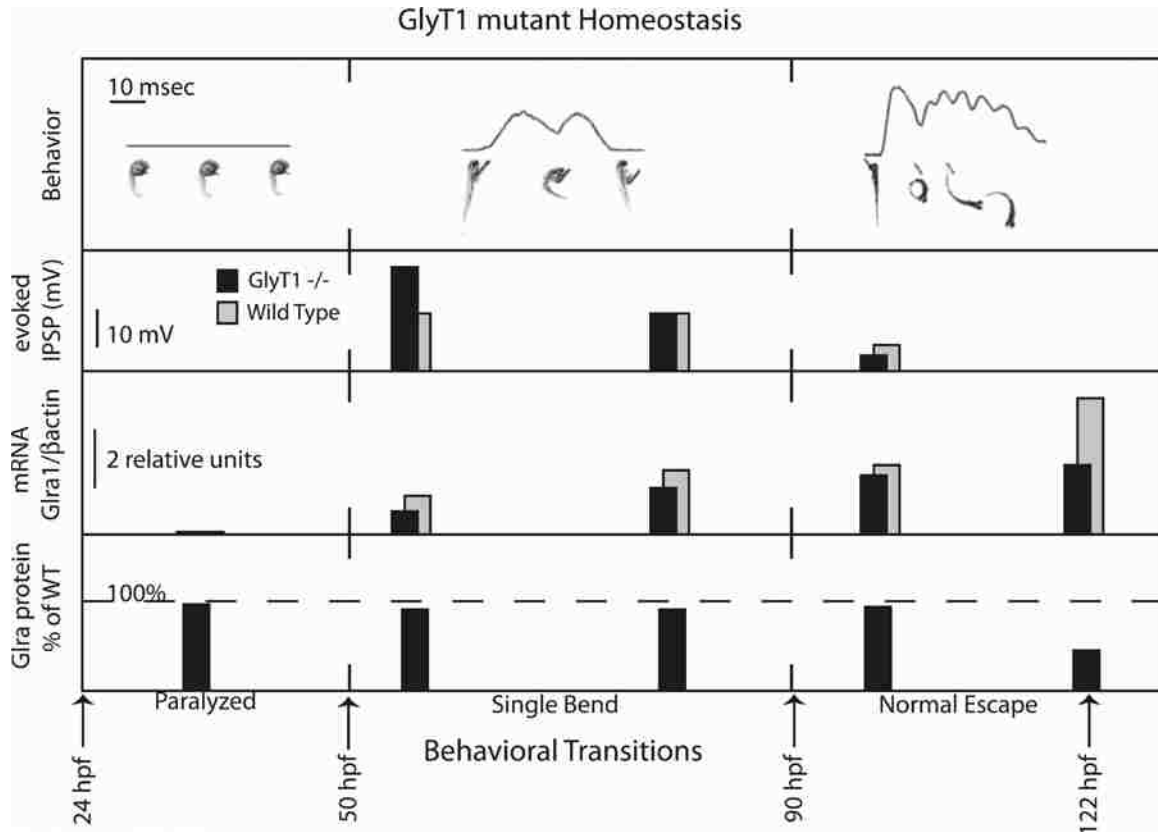 GlyT1 mutant Homeostasis
Behavior
10 msec
evoked
IPSP (mV)
10 mV
GlyT1 -/-
Wild Type
mRNA
Glra1/βactin
2 relative units
Glra protein
% of WT
100%
Paralyzed
Single Bend
Normal Escape
Behavioral Transitions
24 hpf
50 hpf
90 hpf
122 hpf